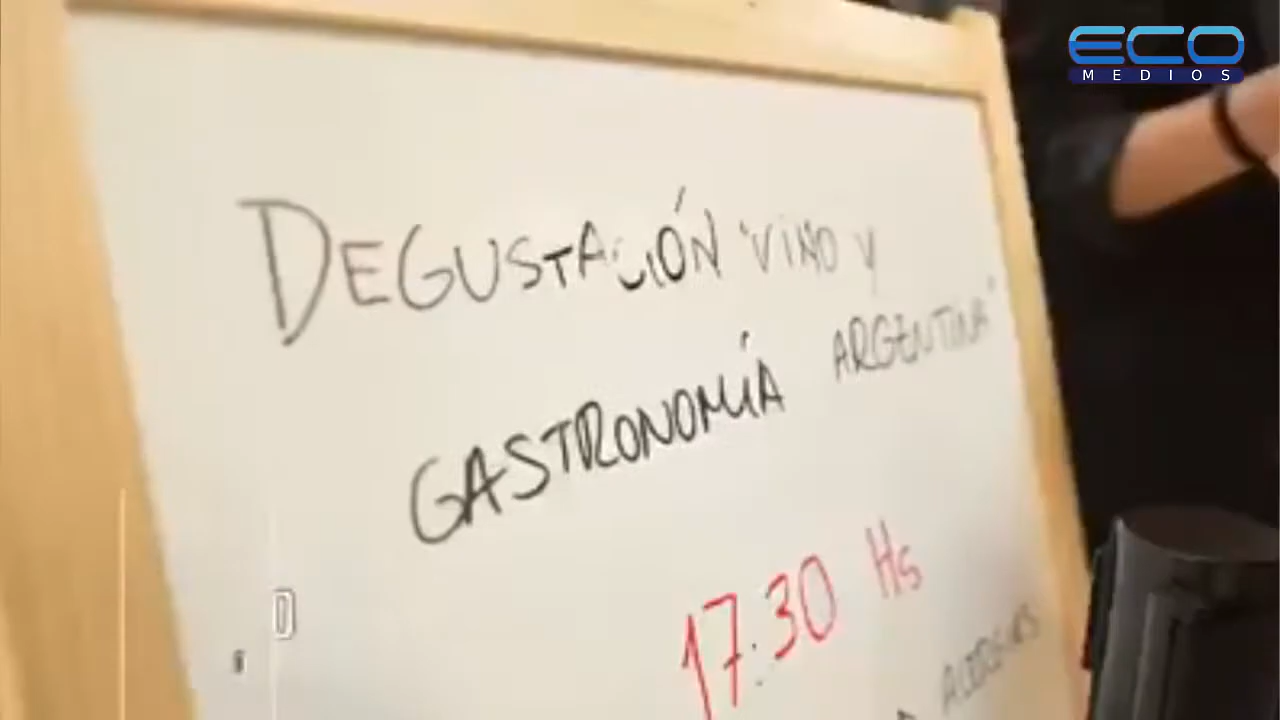 ECO
MEDIOS
DEGUSTACIÓN "VINO Y
GASTRONOMÍA ARGENTINA"
17:30 Hs